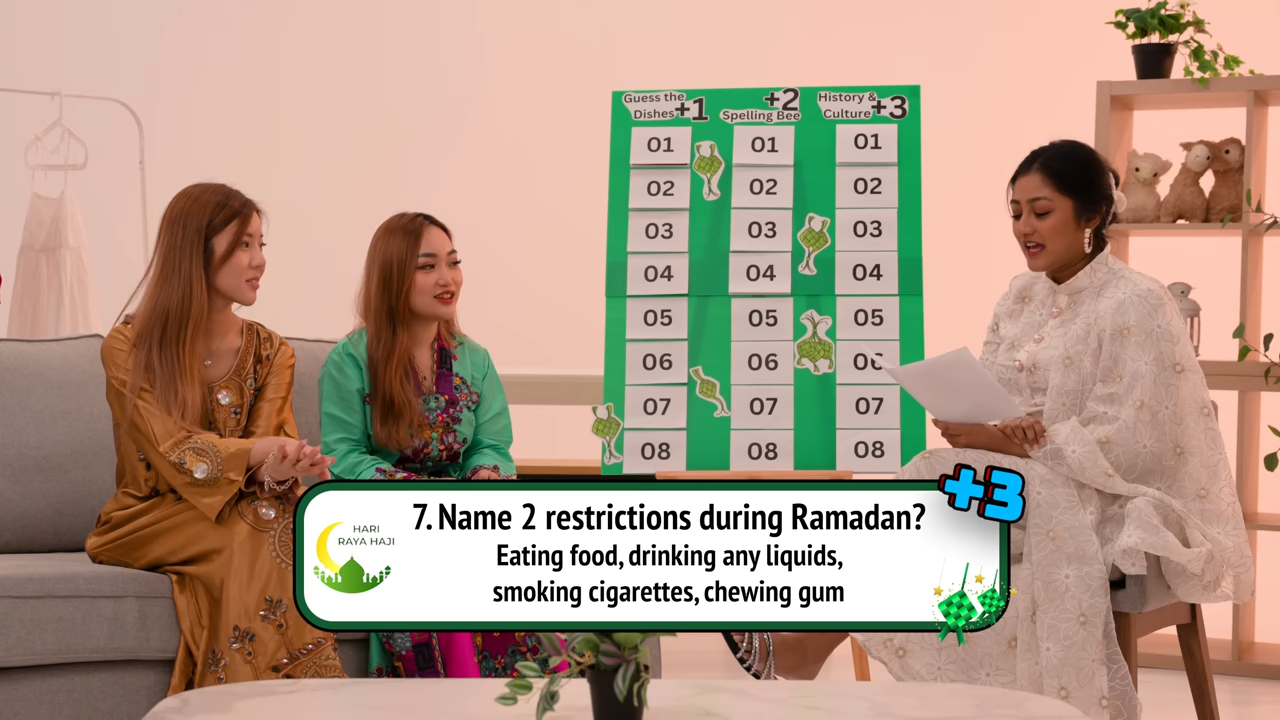 Guess the
Dishes +1
01
02
03
04
05
06
07
08
+2
Spelling Bee
01
02
03
04
05
06
07
08
History &
Culture +3
01
02
03
04
05
06
07
08
+3
HARI
RAYA HAJI
7. Name 2 restrictions during Ramadan?
Eating food, drinking any liquids,
smoking cigarettes, chewing gum